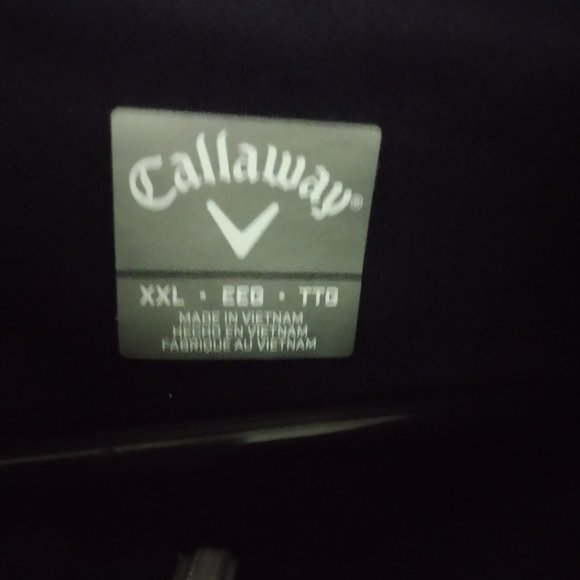 Callaway®
XXL • EEG • TTG
MADE IN VIETNAM
HECHO EN VIETNAM
FABRIQUÉ AU VIETNAM